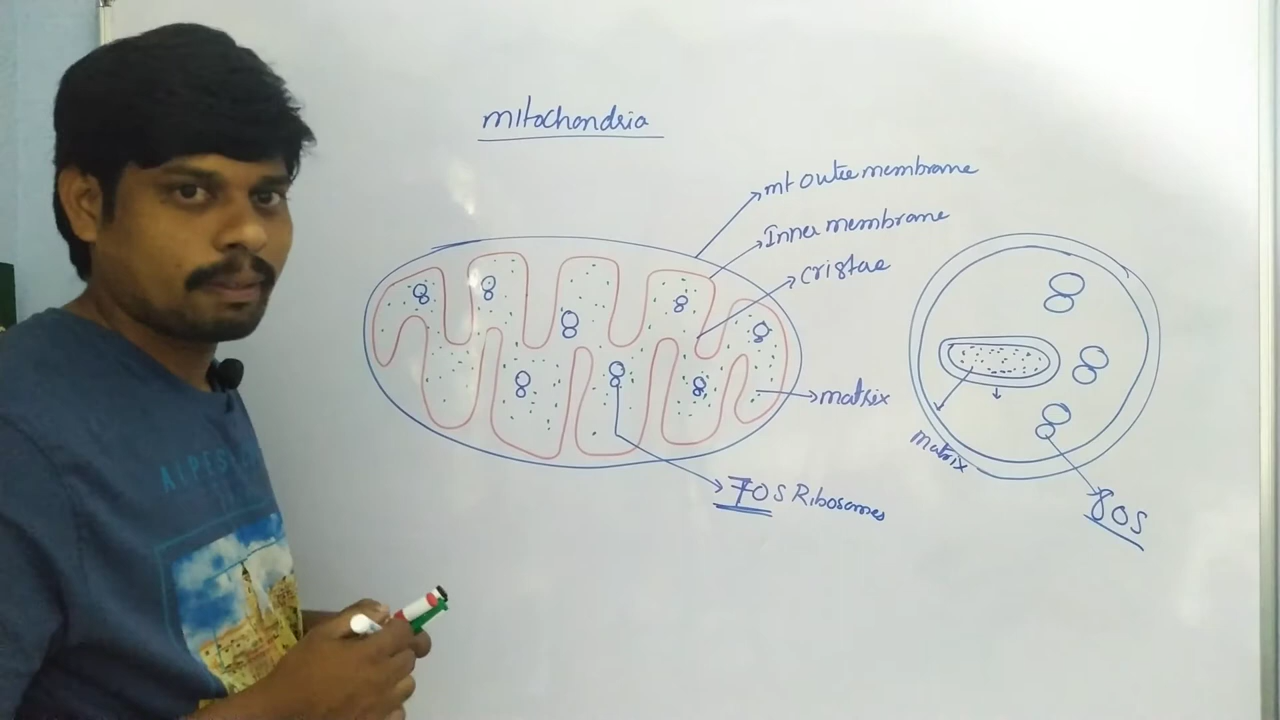 mitochondria
mt Outer membrane
Inner membrane
cristae
matrix
70S Ribosomes
matrix
80S